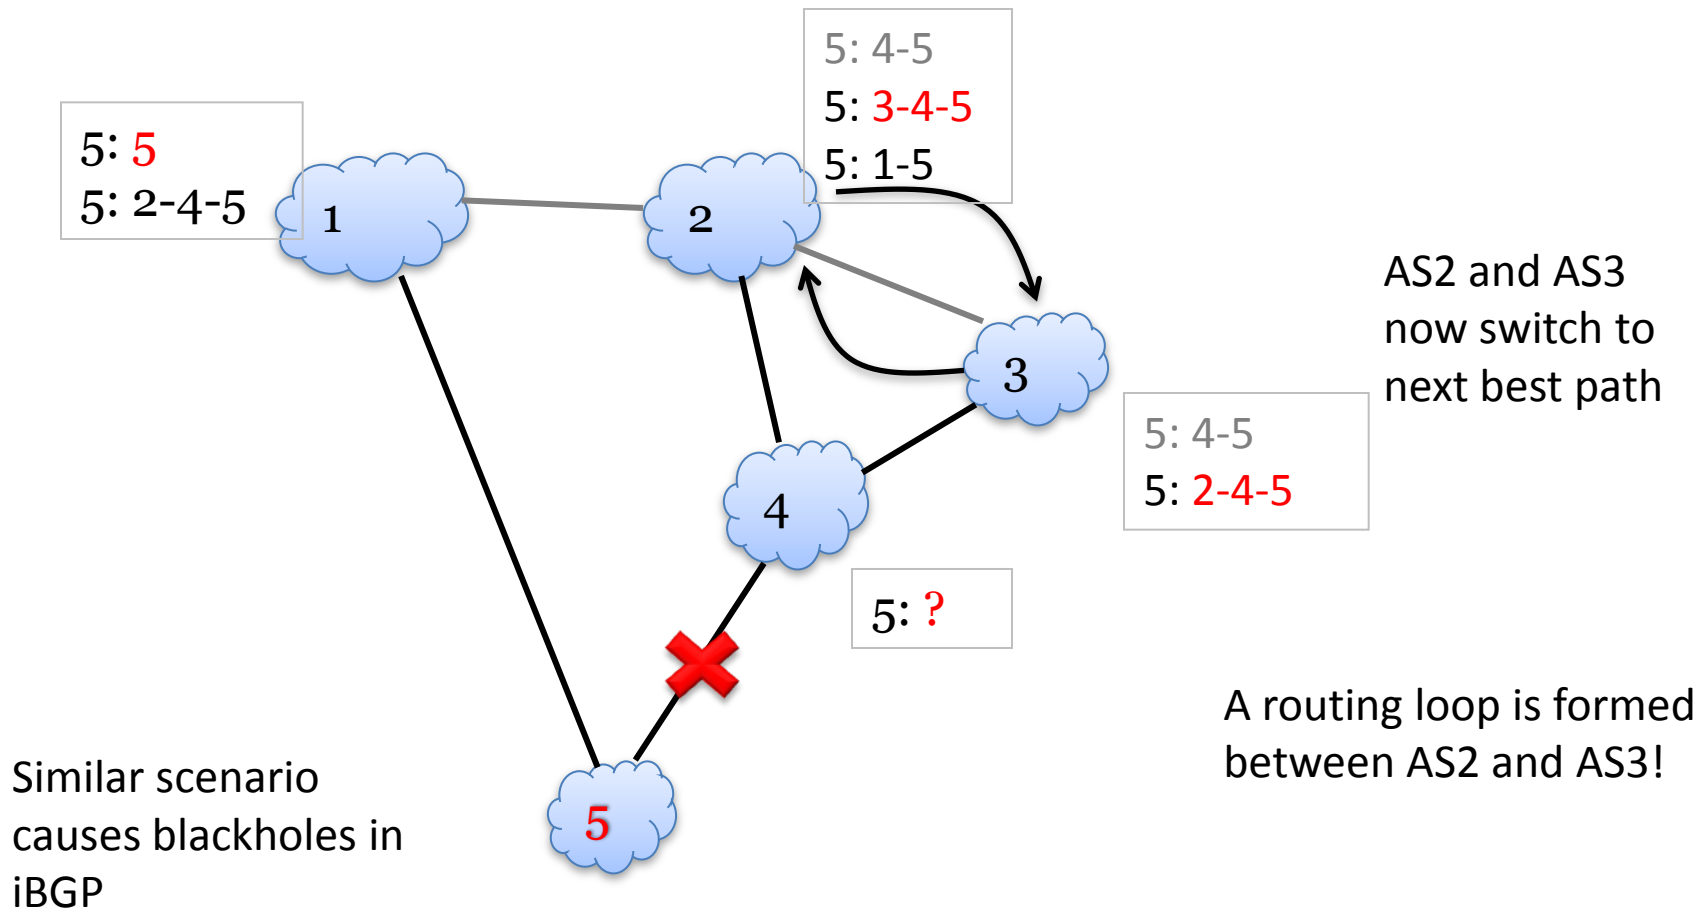 5: 4-5
5: 3-4-5
5: 1-5
5: 5
5: 2-4-5
1
2
3
4
5
AS2 and AS3
now switch to
next best path
5: 4-5
5: 2-4-5
5: ?
A routing loop is formed
between AS2 and AS3!
Similar scenario
causes blackholes in
iBGP